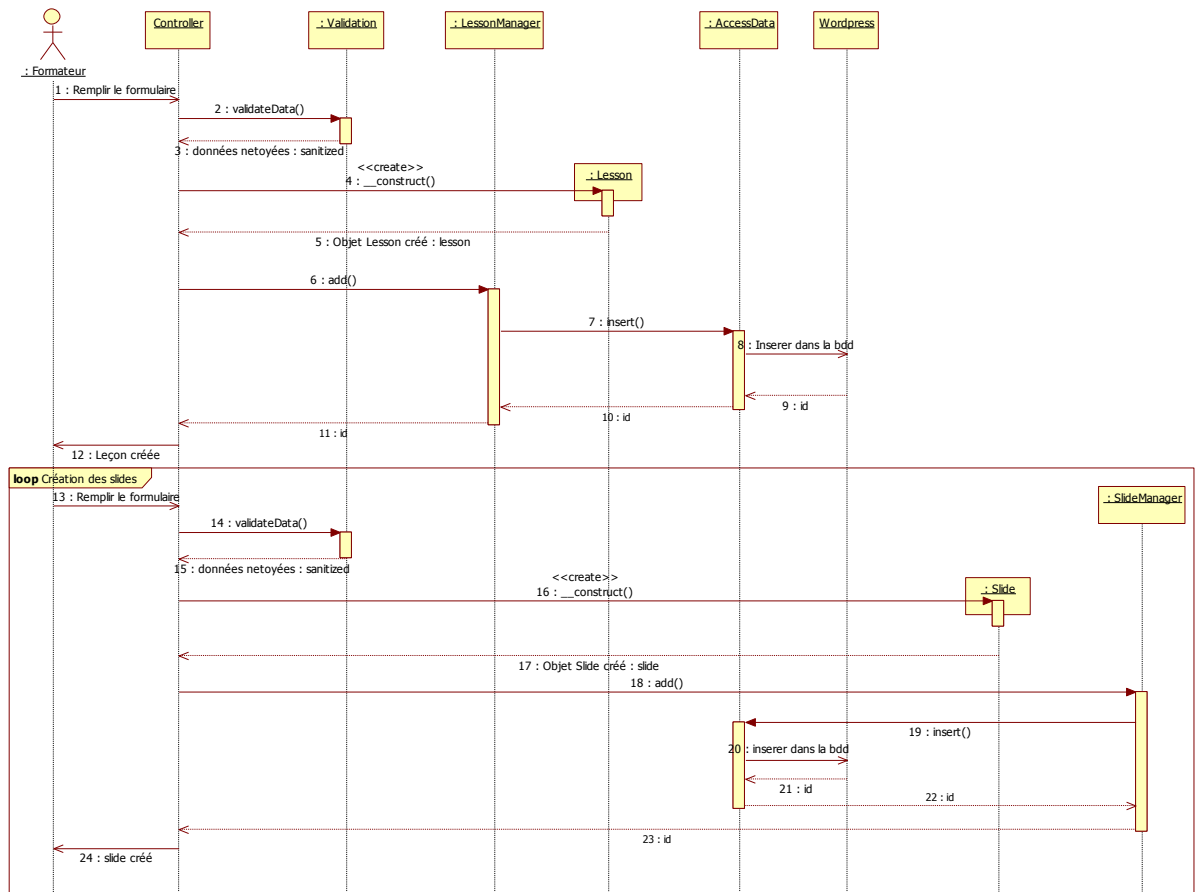 Controller
: Validation
: LessonManager
: AccessData
Wordpress
: Formateur
1 : Remplir le formulaire
2 : validateData()
3 : données netoyées : sanitized
<<create>>
4 : __construct()
: Lesson
5 : Objet Lesson créé : lesson
6 : add()
7 : insert()
8 : Inserer dans la bdd
9 : id
10 : id
11 : id
12 : Leçon créée
loop Création des slides
13 : Remplir le formulaire
: SlideManager
14 : validateData()
15 : données netoyées : sanitized
<<create>>
16 : __construct()
: Slide
17 : Objet Slide créé : slide
18 : add()
19 : insert()
20 : inserer dans la bdd
21 : id
22 : id
23 : id
24 : slide créé